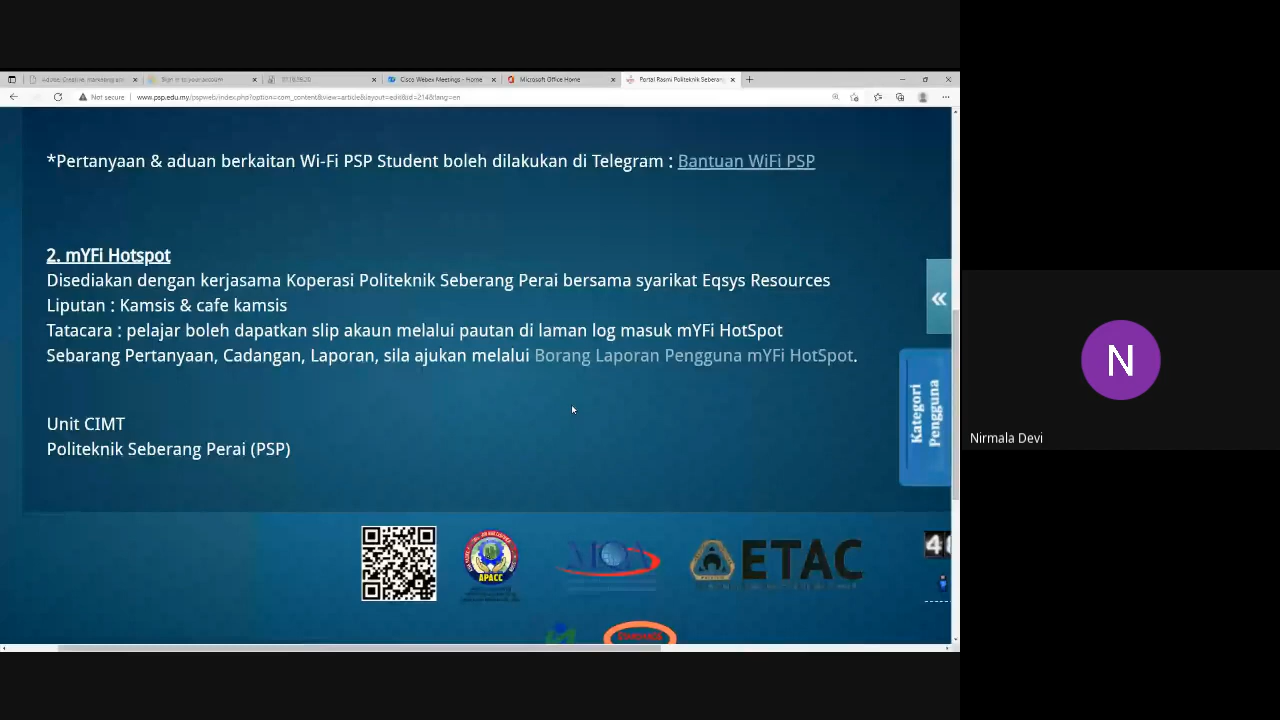 Cisco Webex Meetings - Home
Microsoft Office Home
Portal Rasmi Politeknik Seberang
Not secure
www.psp.edu.my/pspweb/index.php?option=com_content&view=article&layout=edit&id=214&lang=en
*Pertanyaan & aduan berkaitan Wi-Fi PSP Student boleh dilakukan di Telegram : Bantuan WiFi PSP
2. mYFi Hotspot
Disediakan dengan kerjasama Koperasi Politeknik Seberang Perai bersama syarikat Eqsys Resources
Liputan : Kamsis & cafe kamsis
Tatacara : pelajar boleh dapatkan slip akaun melalui pautan di laman log masuk mYFi HotSpot
Sebarang Pertanyaan, Cadangan, Laporan, sila ajukan melalui Borang Laporan Pengguna mYFi HotSpot.
Kategori
Pengguna
Unit CIMT
Politeknik Seberang Perai (PSP)
APACC
MQA
ETAC
STANDARDS
N
Nirmala Devi